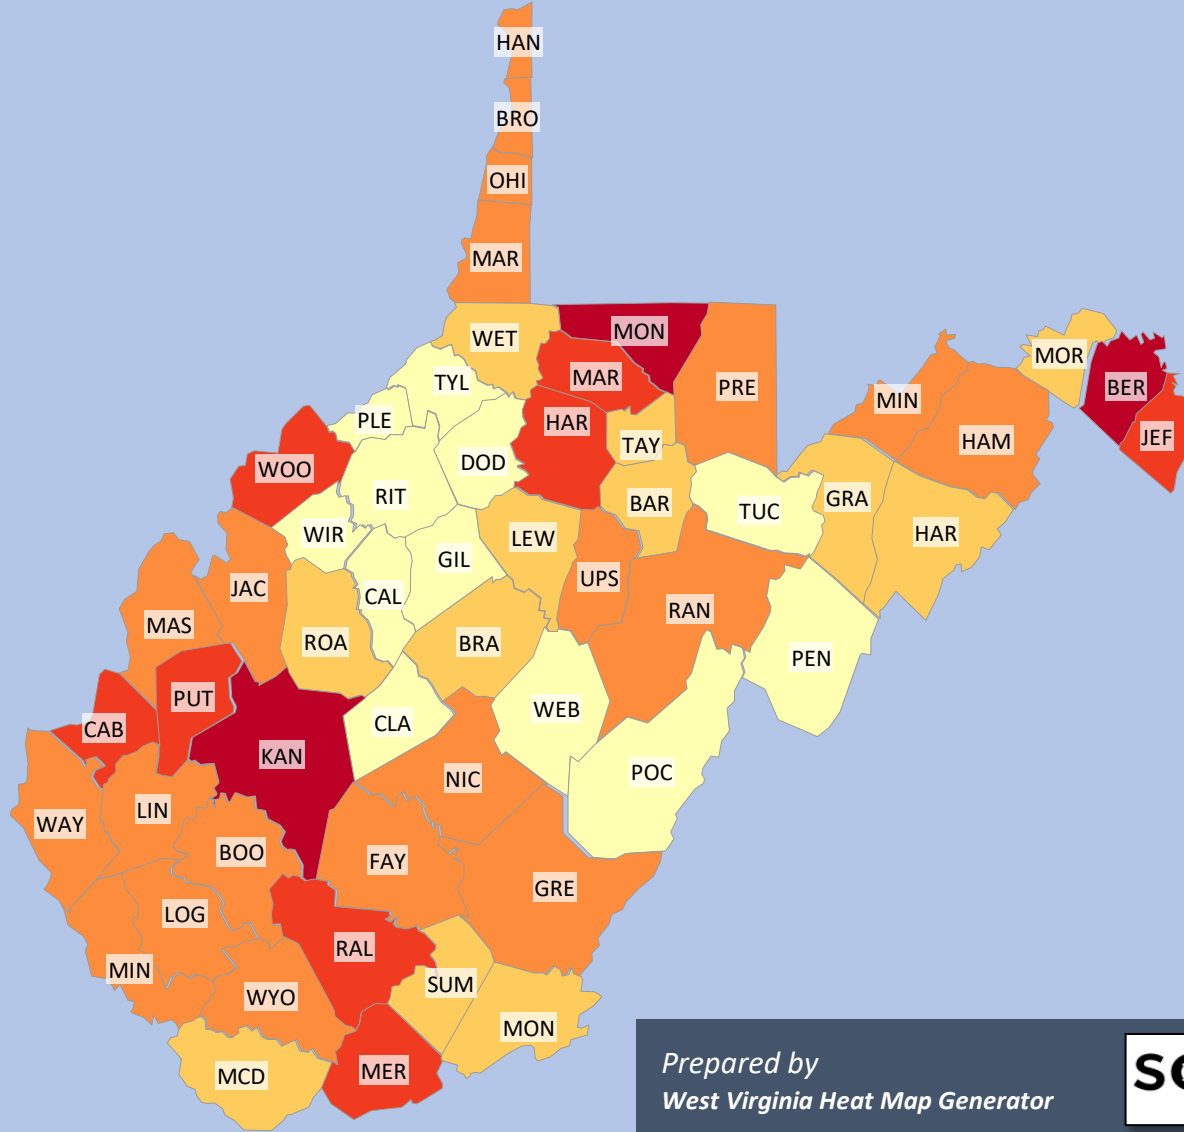 HAN
BRO
OHI
MAR
WET
MON
MAR
PRE
MOR
BER
TYL
PLE
HAR
TAY
MIN
HAM
JEF
WOO
RIT
DOD
BAR
TUC
GRA
HAR
WIR
GIL
LEW
JAC
CAL
UPS
RAN
MAS
ROA
BRA
PEN
PUT
CLA
WEB
CAB
KAN
NIC
POC
WAY
LIN
BOO
FAY
GRE
LOG
RAL
MIN
WYO
SUM
MON
MCD
MER
Prepared by
West Virginia Heat Map Generator